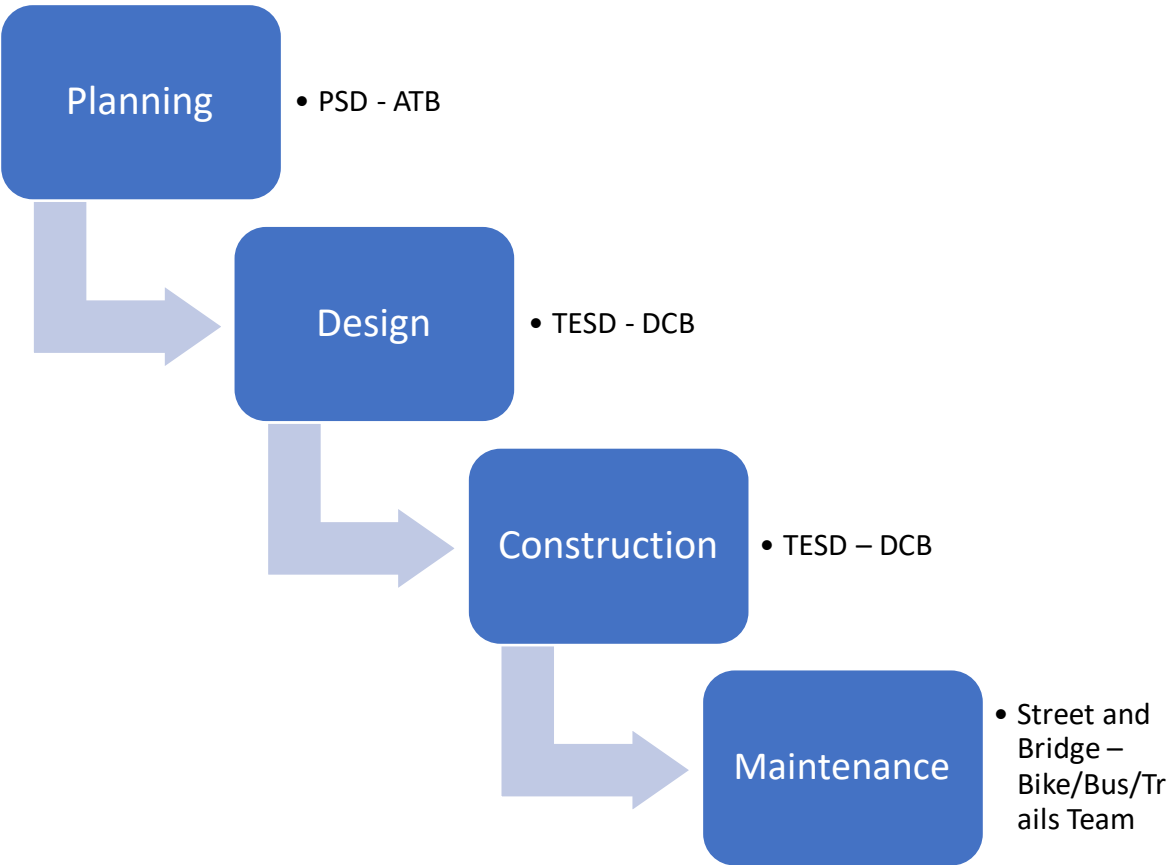 Planning
• PSD - ATB
Design
• TESD - DCB
Construction
• TESD – DCB
Maintenance
• Street and
Bridge –
Bike/Bus/Tr
ails Team